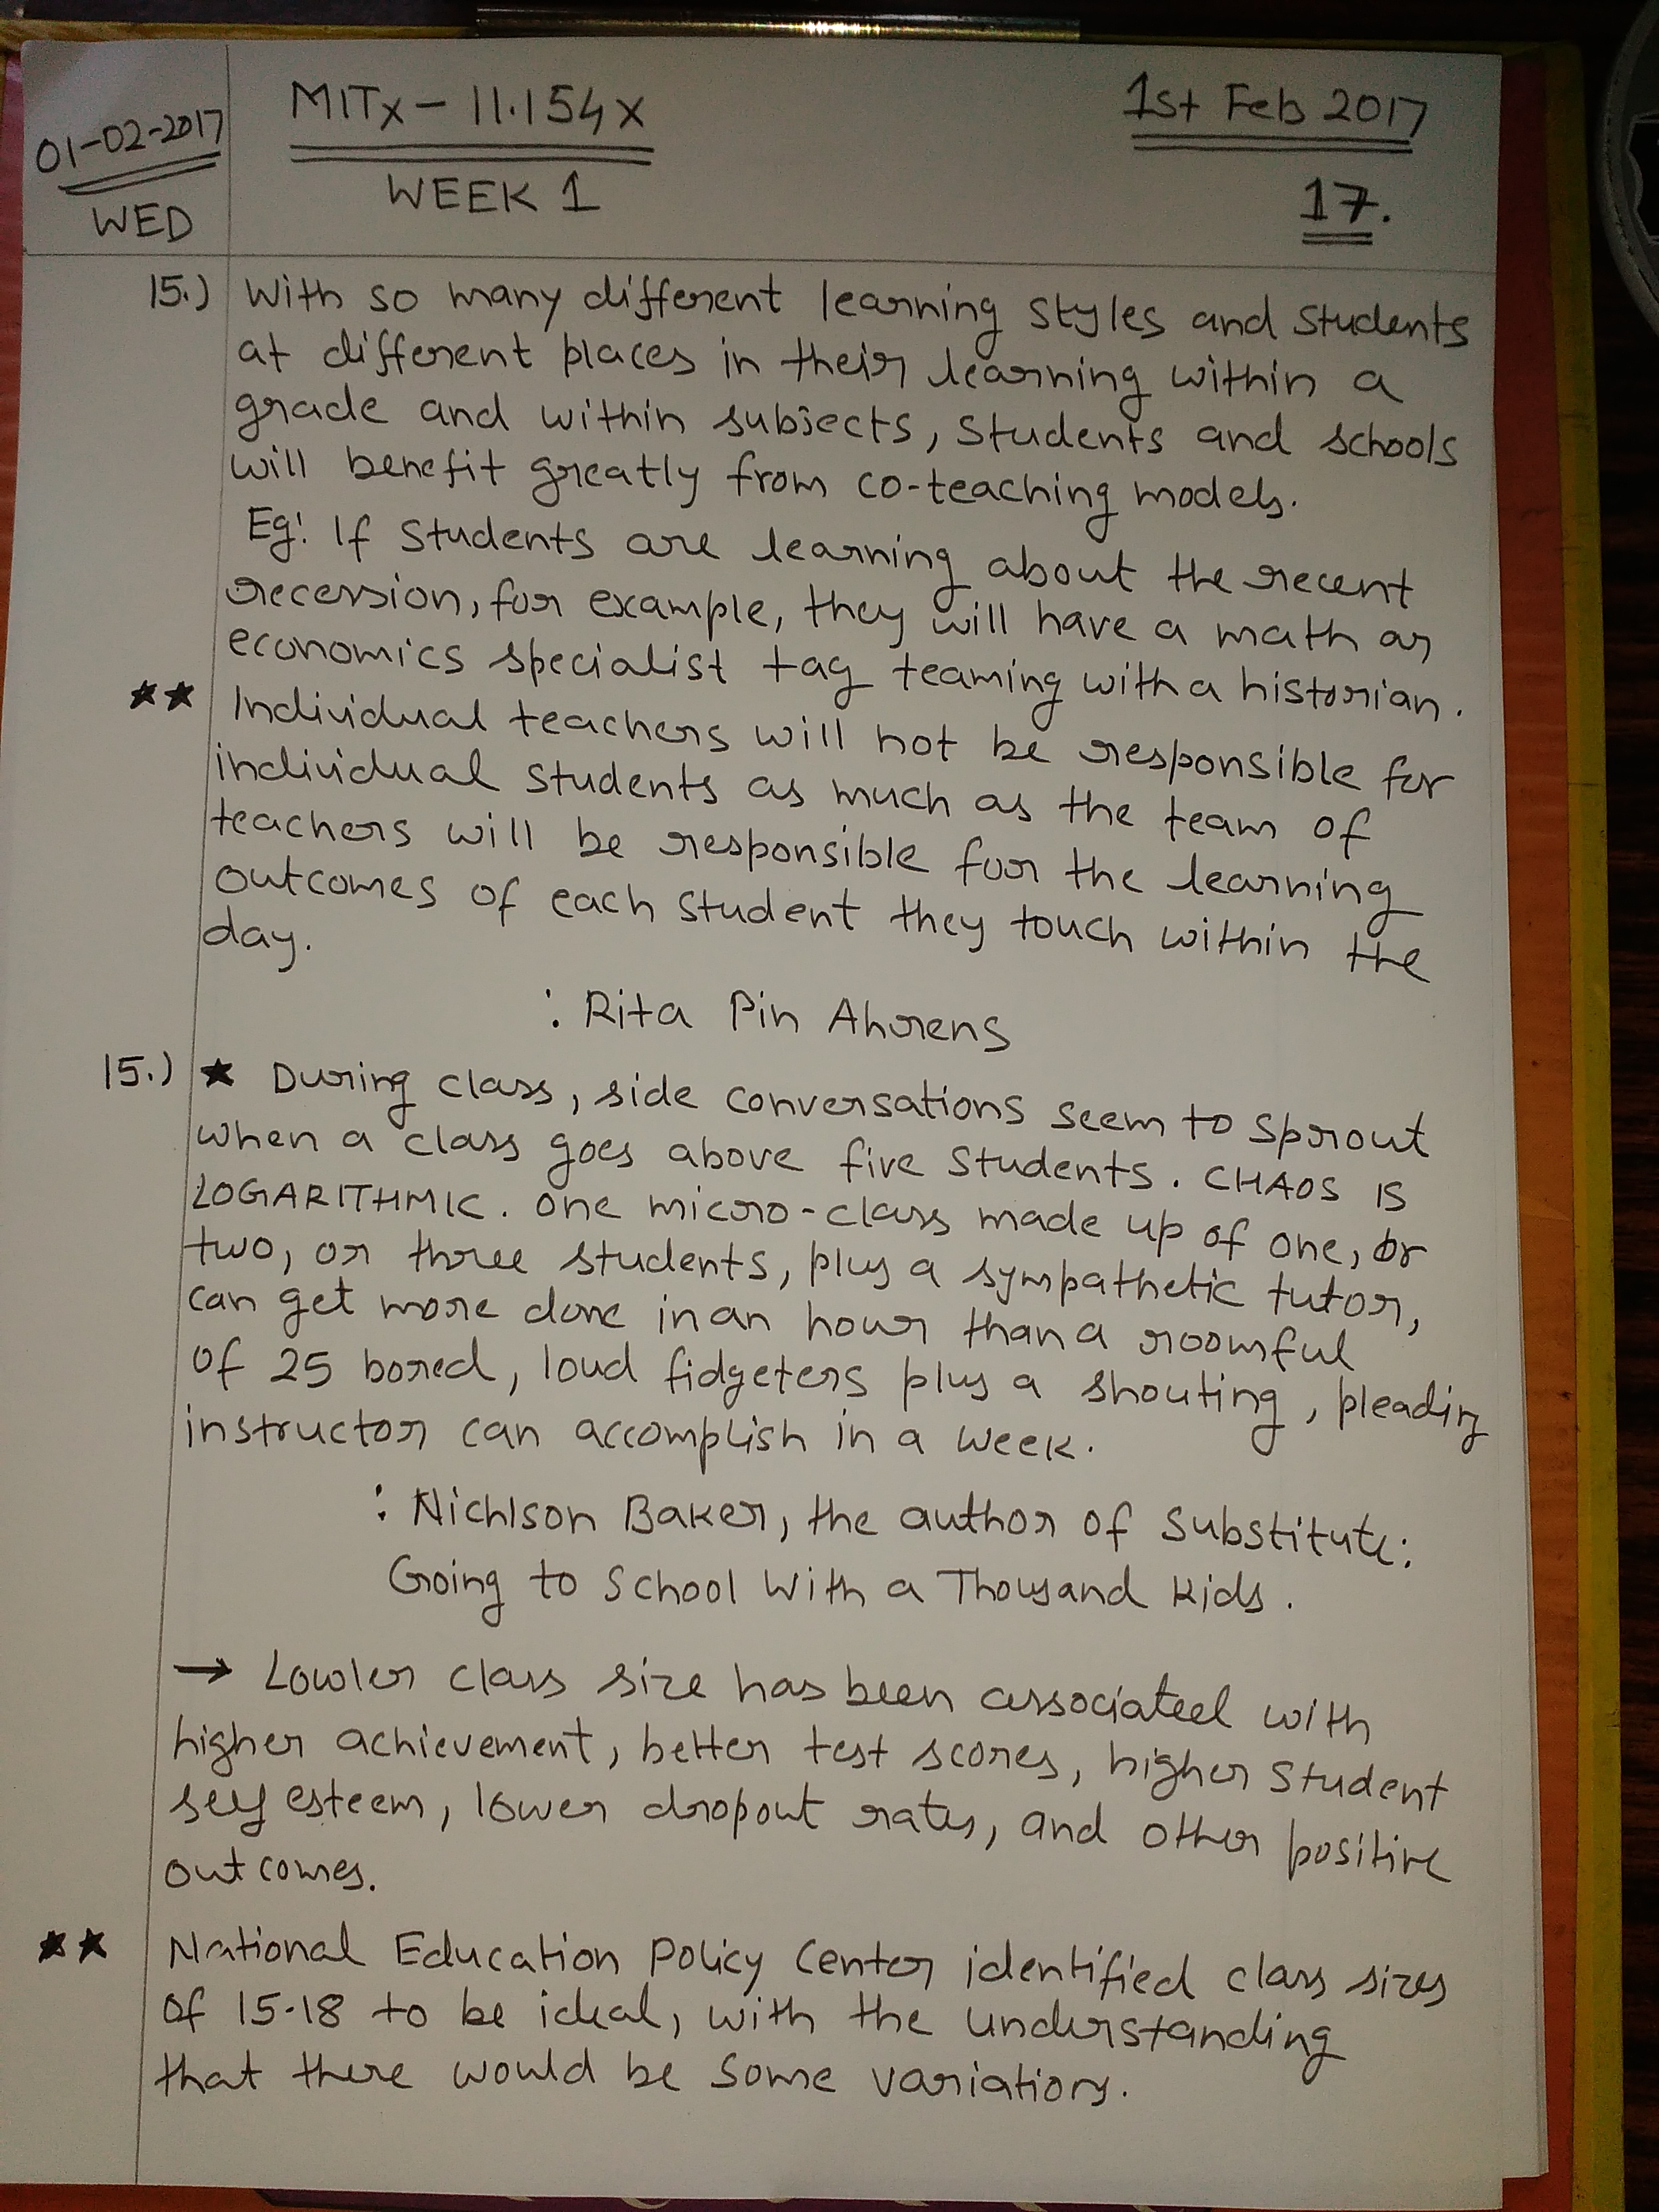 01-02-2017
WED
MITx - 11.154x
WEEK 1
1st Feb 2017
17.
15.) With so many different learning styles and students
at different places in their learning within a
grade and within subjects, students and schools
will benefit greatly from co-teaching models.
Eg: If students are learning about the recent
recession, for example, they will have a math or
economics specialist tag teaming with a historian.
★★ Individual teachers will not be responsible for
individual students as much as the team of
teachers will be responsible for the learning
outcomes of each student they touch within the
day.
: Rita Pin Ahrens
15.) ★ During class, side conversations seem to sprout
when a class goes above five students. CHAOS IS
LOGARITHMIC. One micro-class made up of one, or
two, or three students, plus a sympathetic tutor,
can get more done in an hour than a roomful
of 25 bored, loud fidgeters plus a shouting, pleading
instructor can accomplish in a week.
: Nichlson Baker, the author of Substitute:
Going to School With a Thousand Kids.
→ Lowler class size has been associated with
higher achievement, better test scores, higher student
self esteem, lower dropout rates, and other positive
outcomes.
★★ National Education Policy Center identified class sizes
of 15-18 to be ideal, with the understanding
that there would be some variations.